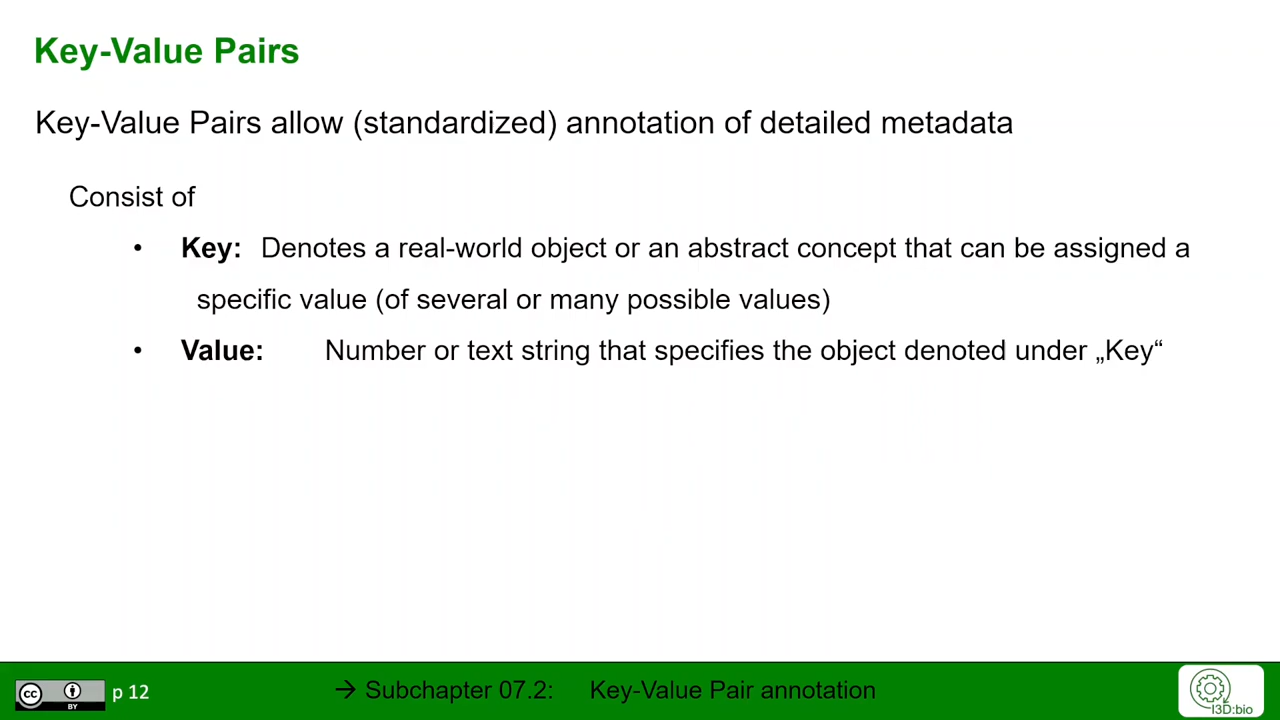 Key-Value Pairs
Key-Value Pairs allow (standardized) annotation of detailed metadata
Consist of
• Key: Denotes a real-world object or an abstract concept that can be assigned a
specific value (of several or many possible values)
• Value: Number or text string that specifies the object denoted under „Key“
cc BY p 12 → Subchapter 07.2: Key-Value Pair annotation I3D:bio